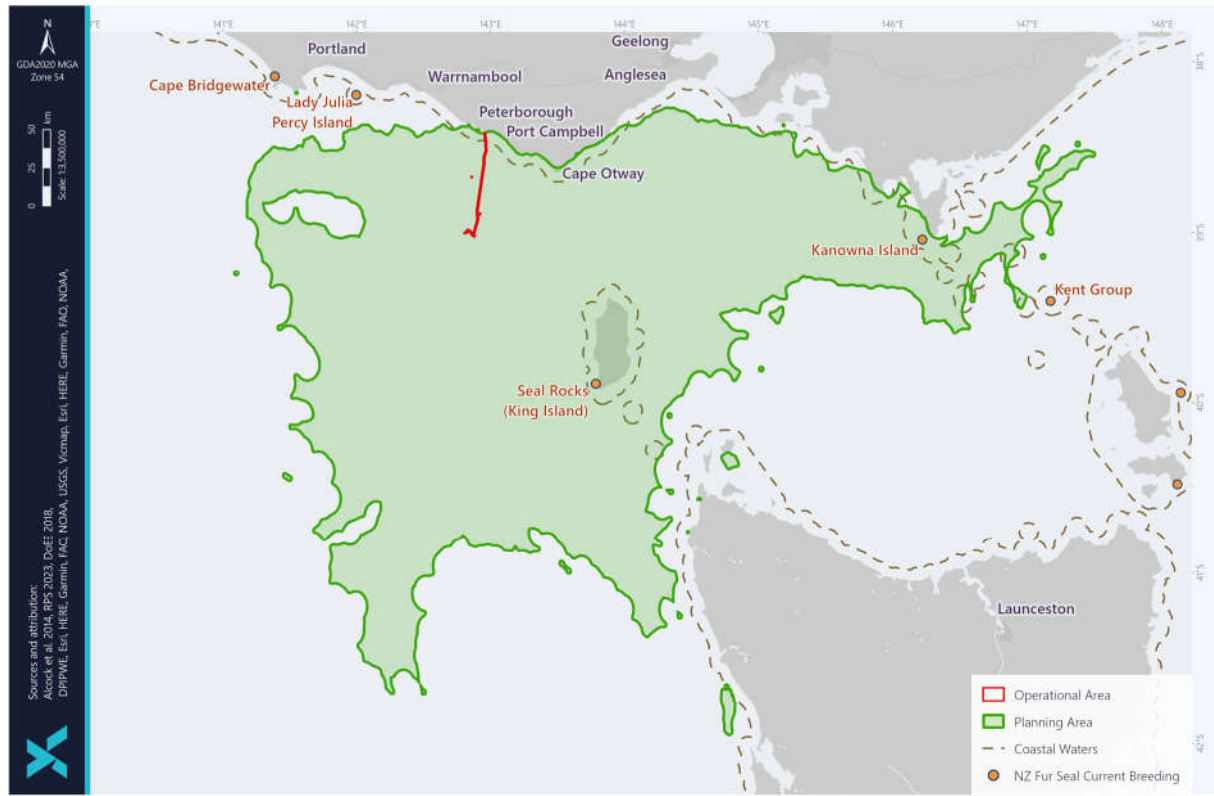 N
GDA2020 MGA
Zone 54
0 25 50
km
Scale: 1:3,500,000
Sources and attribution:
Alcock et al. 2014, RPS 2023, DoEE 2018,
DPIPWE, Esri, HERE, Garmin, FAO, NOAA, USGS, Vicmap, Esri, HERE, Garmin, FAO, NOAA,
141°E
142°E
143°E
144°E
145°E
146°E
147°E
148°E
38°S
39°S
40°S
41°S
42°S
Portland
Geelong
Cape Bridgewater
Warrnambool
Anglesea
Lady Julia
Percy Island
Peterborough
Port Campbell
Cape Otway
Kanowna Island
Kent Group
Seal Rocks
(King Island)
Launceston
Operational Area
Planning Area
Coastal Waters
NZ Fur Seal Current Breeding